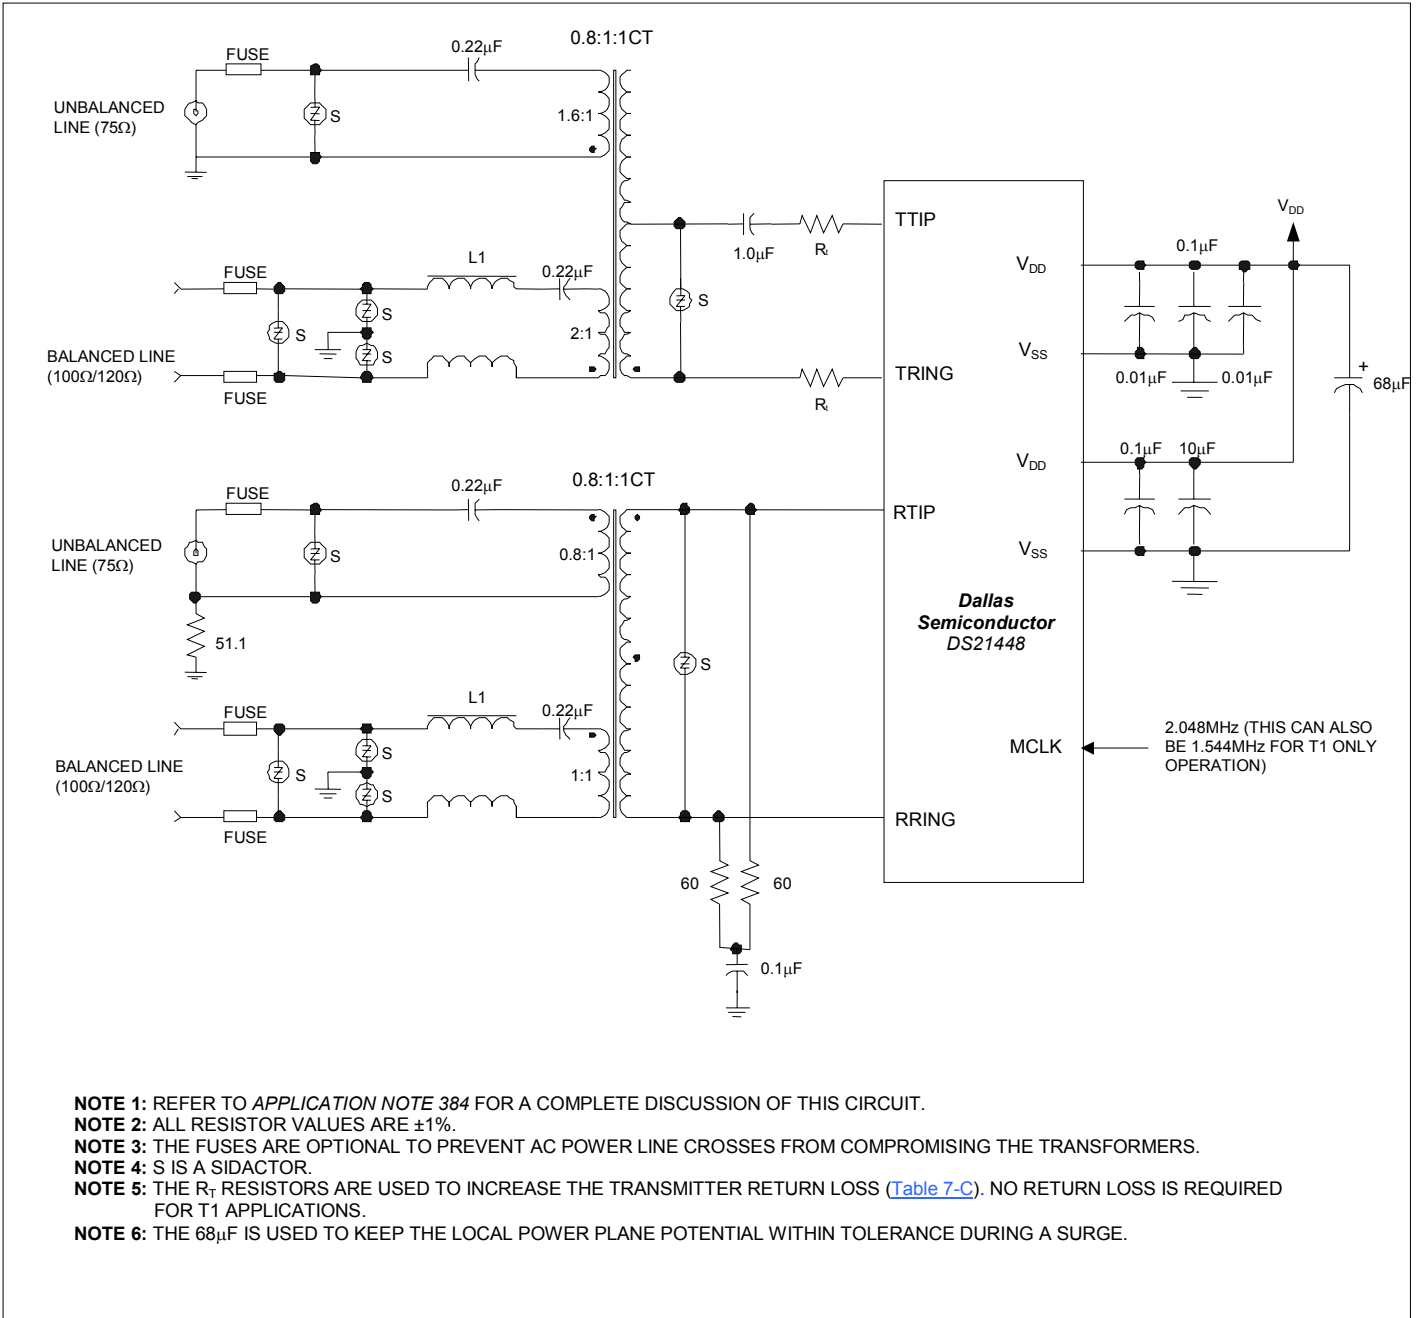 0.8:1:1CT
0.22μF
FUSE
UNBALANCED
LINE (75Ω)
S
1.6:1
TTIP
1.0μF
Rt
VDD
0.1μF
VDD
L1
FUSE
0.22μF
S
S
S
2:1
S
BALANCED LINE
(100Ω/120Ω)
FUSE
TRING
Rt
VSS
0.01μF
0.01μF
+
68μF
VDD
0.1μF
10μF
0.8:1:1CT
0.22μF
FUSE
RTIP
UNBALANCED
LINE (75Ω)
S
0.8:1
VSS
Dallas
Semiconductor
DS21448
51.1
S
L1
FUSE
0.22μF
MCLK
2.048MHz (THIS CAN ALSO
BE 1.544MHz FOR T1 ONLY
OPERATION)
BALANCED LINE
(100Ω/120Ω)
S
S
S
1:1
FUSE
RRING
60
60
0.1μF
NOTE 1: REFER TO APPLICATION NOTE 384 FOR A COMPLETE DISCUSSION OF THIS CIRCUIT.
NOTE 2: ALL RESISTOR VALUES ARE ±1%.
NOTE 3: THE FUSES ARE OPTIONAL TO PREVENT AC POWER LINE CROSSES FROM COMPROMISING THE TRANSFORMERS.
NOTE 4: S IS A SIDACTOR.
NOTE 5: THE RT RESISTORS ARE USED TO INCREASE THE TRANSMITTER RETURN LOSS (Table 7-C). NO RETURN LOSS IS REQUIRED
FOR T1 APPLICATIONS.
NOTE 6: THE 68μF IS USED TO KEEP THE LOCAL POWER PLANE POTENTIAL WITHIN TOLERANCE DURING A SURGE.